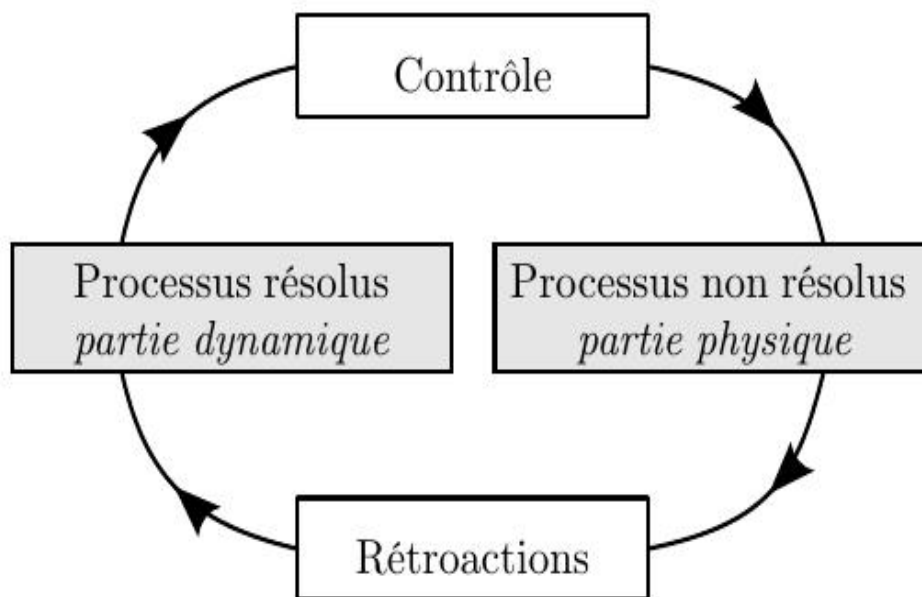 Contrôle
Processus résolus
partie dynamique
Processus non résolus
partie physique
Rétroactions